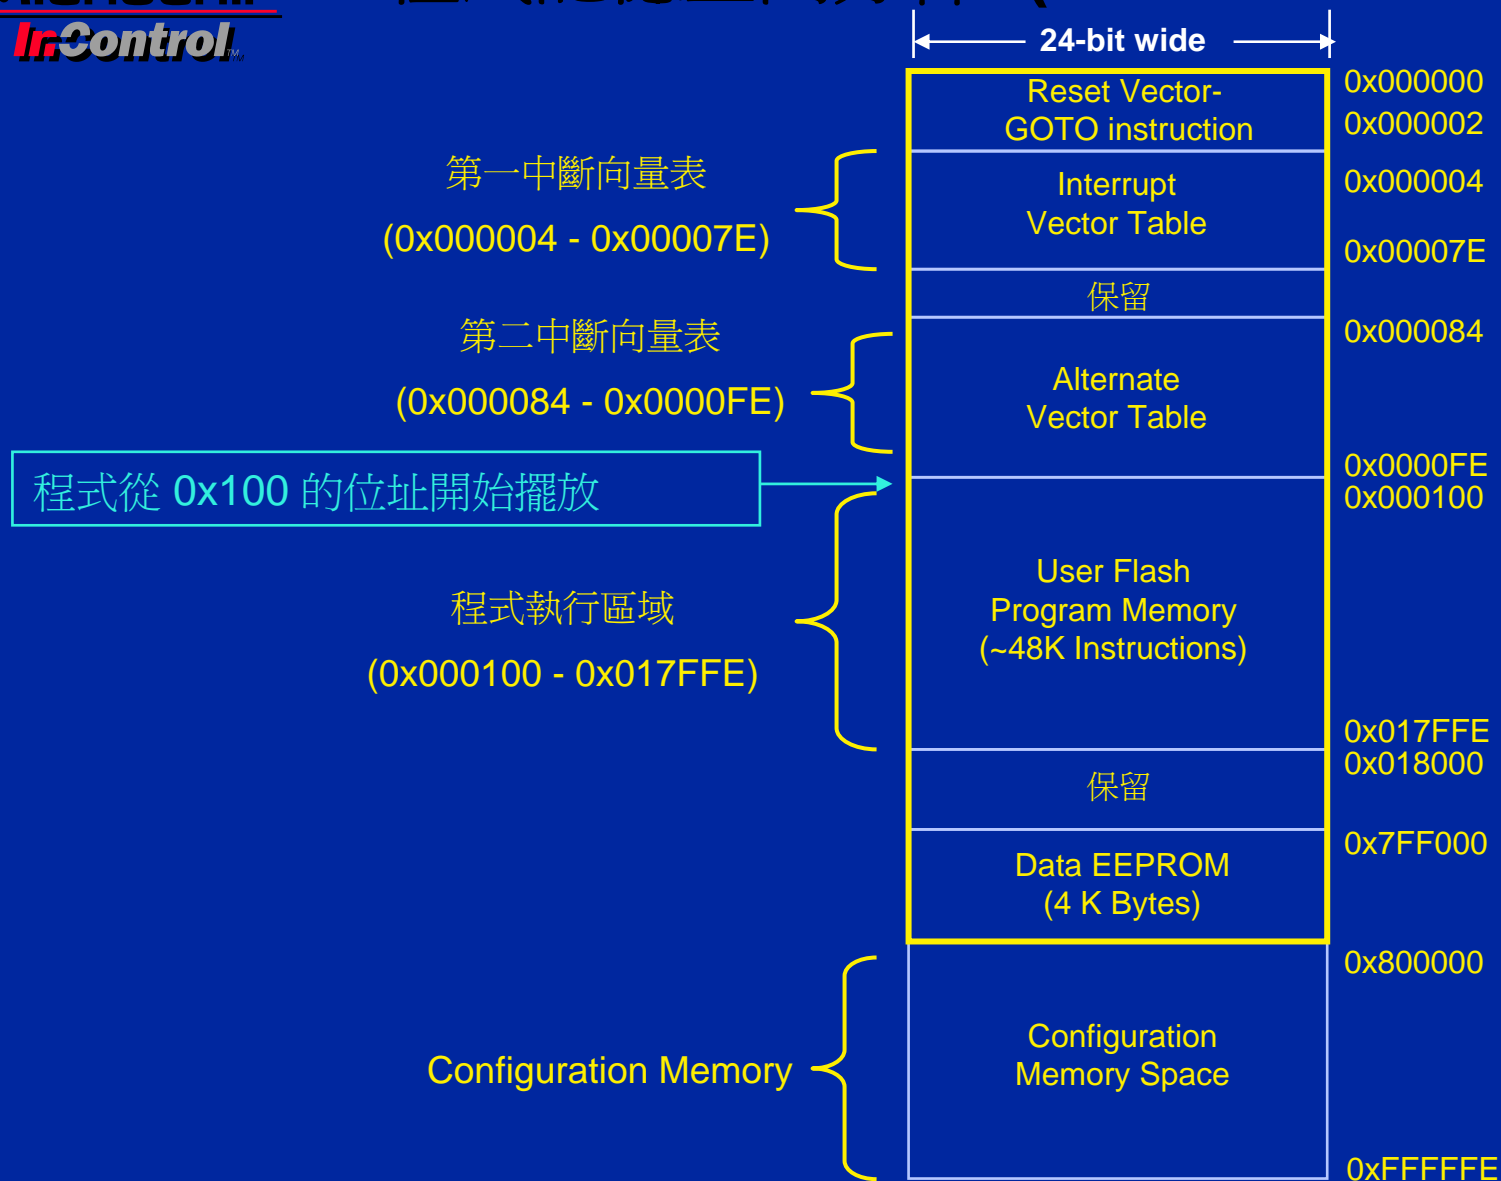 InControl
TM
24-bit wide
0x000000
Reset Vector-
GOTO instruction
0x000002
第一中斷向量表
(0x000004 - 0x00007E)
Interrupt
Vector Table
0x000004
0x00007E
保留
第二中斷向量表
(0x000084 - 0x0000FE)
Alternate
Vector Table
0x000084
0x0000FE
程式從 0x100 的位址開始擺放
0x000100
程式執行區域
(0x000100 - 0x017FFE)
User Flash
Program Memory
(~48K Instructions)
0x017FFE
0x018000
保留
0x7FF000
Data EEPROM
(4 K Bytes)
0x800000
Configuration Memory
Configuration
Memory Space
0xFFFFFE